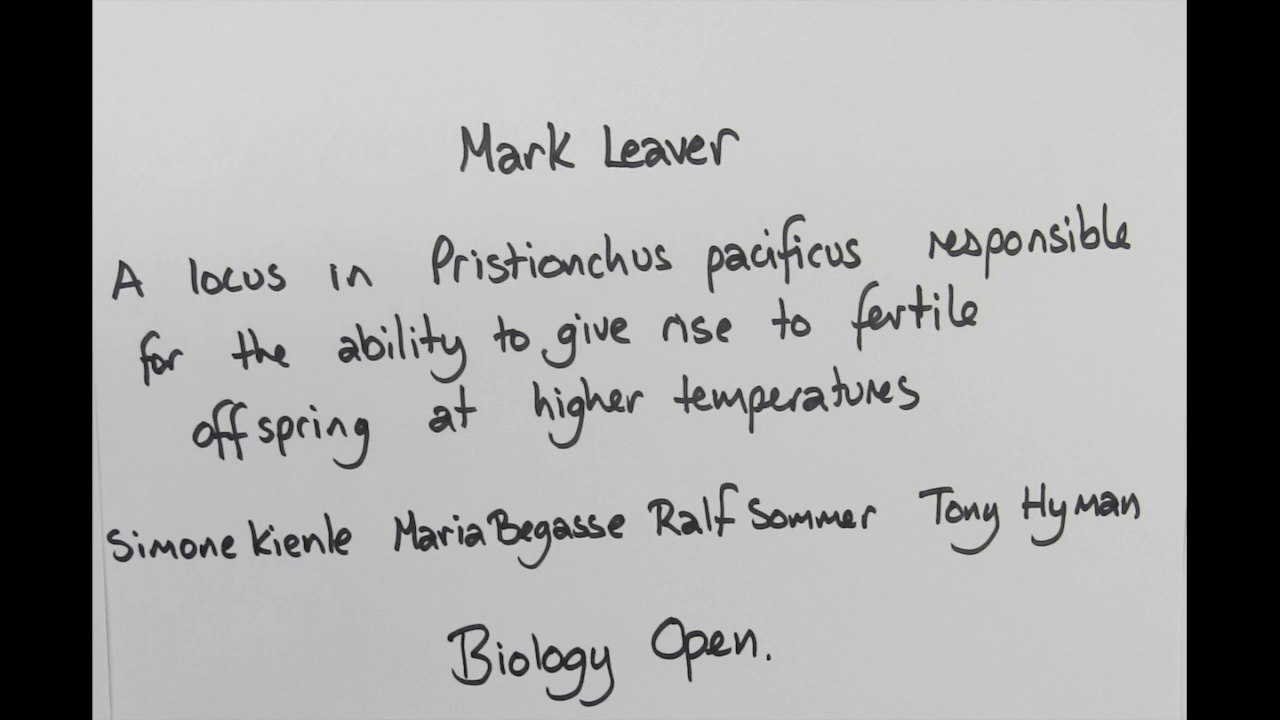 Mark Leaver
A locus in Pristionchus pacificus responsible
for the ability to give rise to fertile
offspring at higher temperatures
Simone Kienle Maria Begasse Ralf Sommer Tony Hyman
Biology Open.